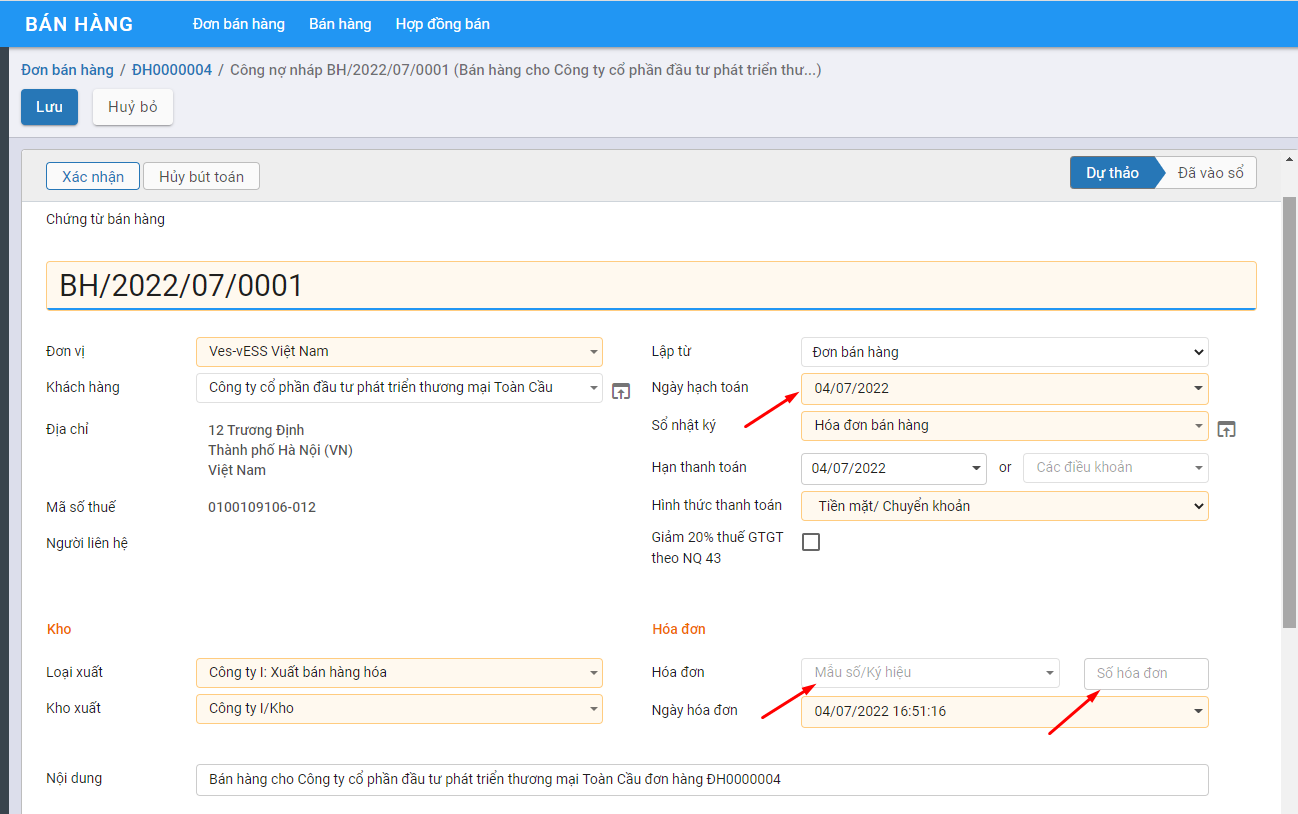 BÁN HÀNG Đơn bán hàng Bán hàng Hợp đồng bán
Đơn bán hàng / ĐH0000004 / Công nợ nháp BH/2022/07/0001 (Bán hàng cho Công ty cổ phần đầu tư phát triển thư...)
Lưu Huỷ bỏ
Xác nhận Hủy bút toán Dự thảo Đã vào sổ
Chứng từ bán hàng
BH/2022/07/0001
Đơn vị Ves-vESS Việt Nam
Lập từ Đơn bán hàng
Khách hàng Công ty cổ phần đầu tư phát triển thương mại Toàn Cầu
Ngày hạch toán 04/07/2022
Địa chỉ 12 Trương Định
Thành phố Hà Nội (VN)
Việt Nam
Sổ nhật ký Hóa đơn bán hàng
Hạn thanh toán 04/07/2022 or Các điều khoản
Mã số thuế 0100109106-012
Hình thức thanh toán Tiền mặt/ Chuyển khoản
Người liên hệ
Giảm 20% thuế GTGT
theo NQ 43
Kho
Hóa đơn
Loại xuất Công ty I: Xuất bán hàng hóa
Hóa đơn Mẫu số/Ký hiệu Số hóa đơn
Kho xuất Công ty I/Kho
Ngày hóa đơn 04/07/2022 16:51:16
Nội dung Bán hàng cho Công ty cổ phần đầu tư phát triển thương mại Toàn Cầu đơn hàng ĐH0000004